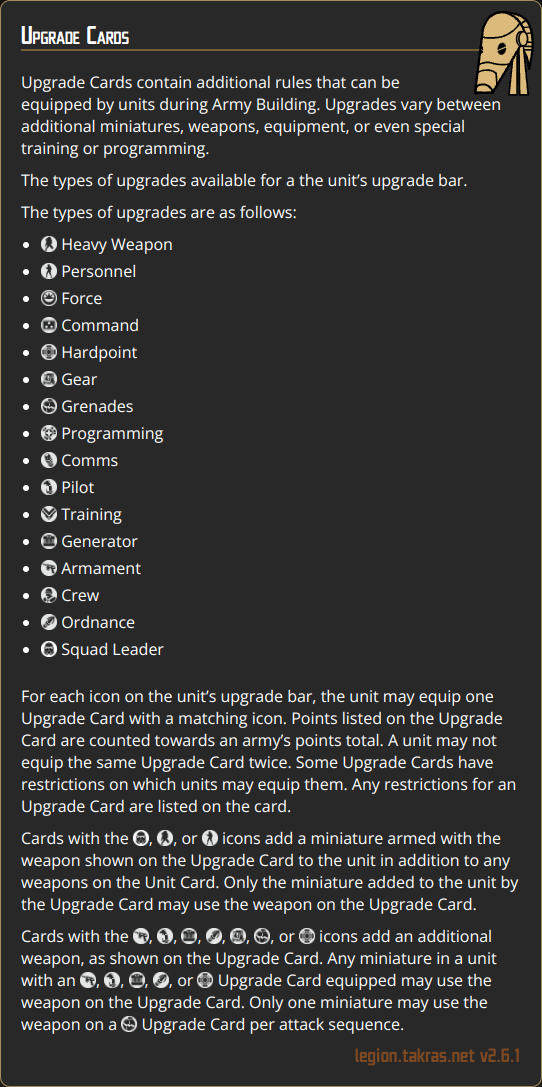 Upgrade Cards
Upgrade Cards contain additional rules that can be
equipped by units during Army Building. Upgrades vary between
additional miniatures, weapons, equipment, or even special
training or programming.
The types of upgrades available for a the unit’s upgrade bar.
The types of upgrades are as follows:
• Heavy Weapon
• Personnel
• Force
• Command
• Hardpoint
• Gear
• Grenades
• Programming
• Comms
• Pilot
• Training
• Generator
• Armament
• Crew
• Ordnance
• Squad Leader
For each icon on the unit’s upgrade bar, the unit may equip one
Upgrade Card with a matching icon. Points listed on the Upgrade
Card are counted towards an army’s points total. A unit may not
equip the same Upgrade Card twice. Some Upgrade Cards have
restrictions on which units may equip them. Any restrictions for an
Upgrade Card are listed on the card.
Cards with the , , or icons add a miniature armed with the
weapon shown on the Upgrade Card to the unit in addition to any
weapons on the Unit Card. Only the miniature added to the unit by
the Upgrade Card may use the weapon on the Upgrade Card.
Cards with the , , , , , , or icons add an additional
weapon, as shown on the Upgrade Card. Any miniature in a unit
with an , , , , or Upgrade Card equipped may use the
weapon on the Upgrade Card. Only one miniature may use the
weapon on a Upgrade Card per attack sequence.
legion.takras.net v2.6.1